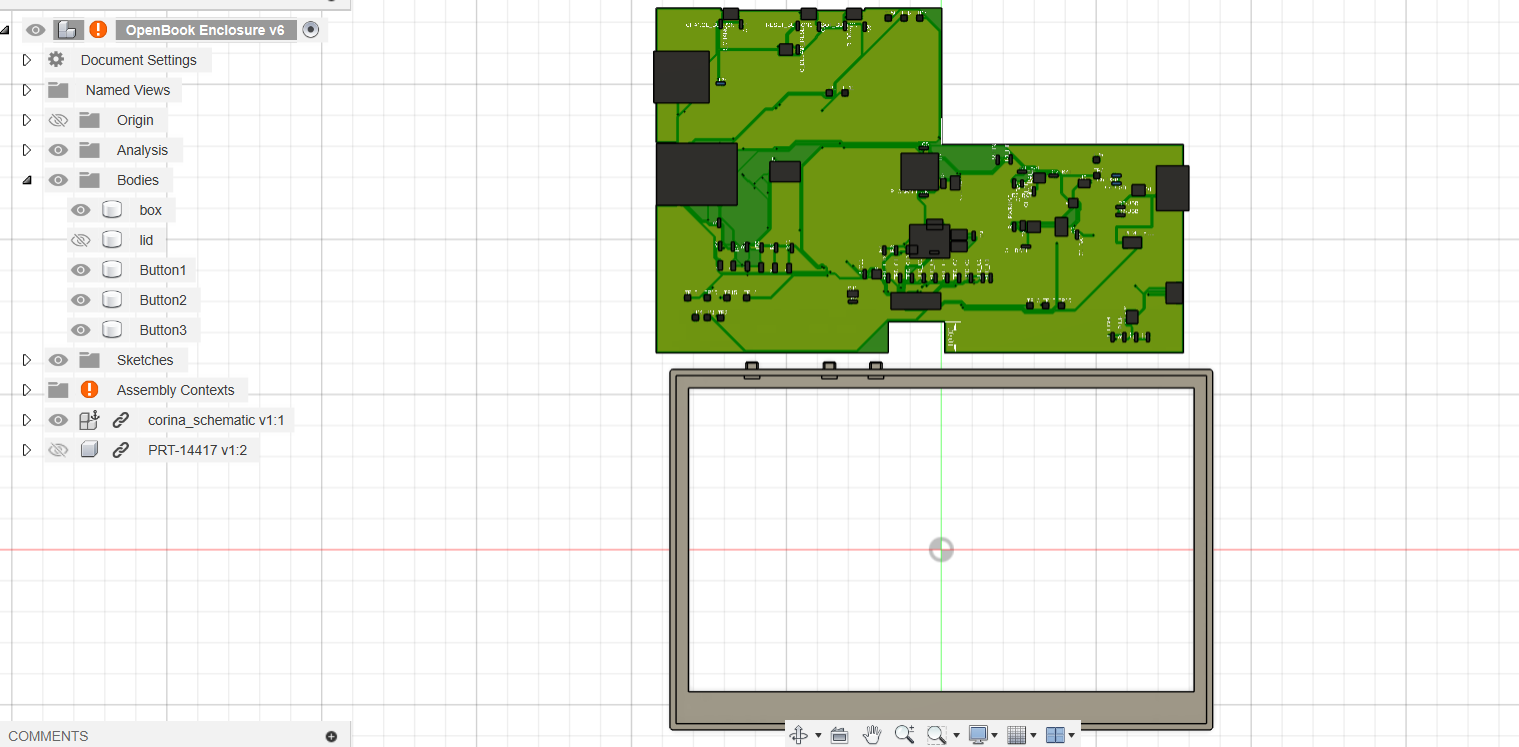 OpenBook Enclosure v6
Document Settings
Named Views
Origin
Analysis
Bodies
box
lid
Button1
Button2
Button3
Sketches
Assembly Contexts
corina_schematic v1:1
PRT-14417 v1:2
COMMENTS